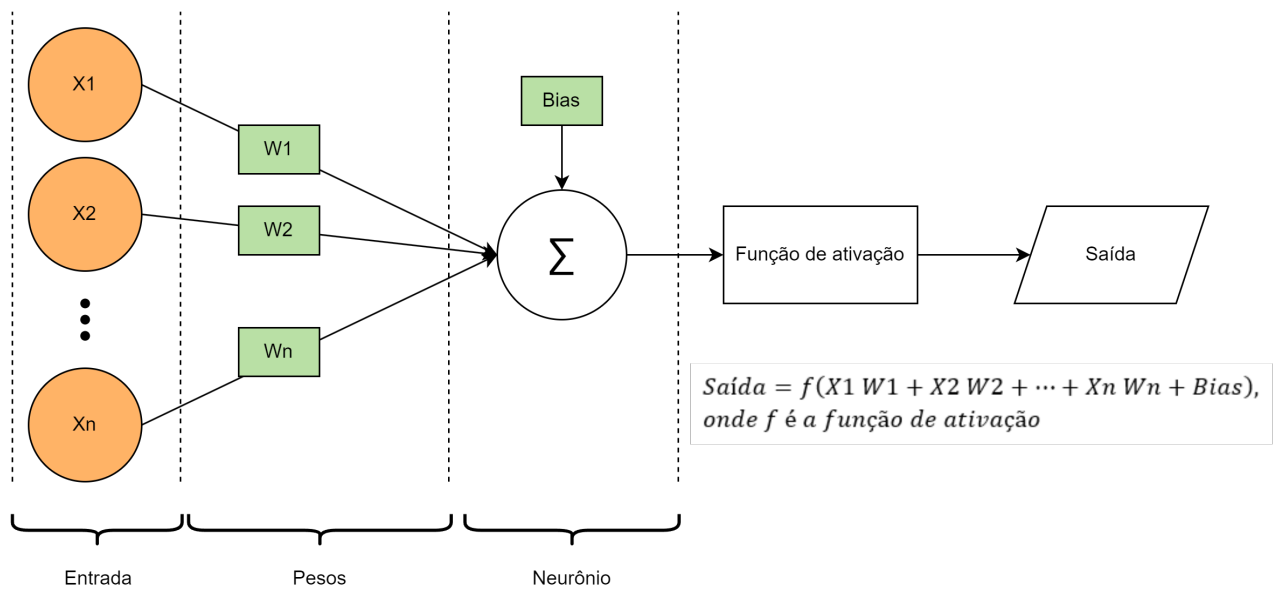 X1
W1
X2
W2
Wn
Xn
Bias
Σ
Função de ativação
Saída
Saída = f(X1 W1 + X2 W2 + ⋯ + Xn Wn + Bias),
onde f é a função de ativação
Entrada
Pesos
Neurônio